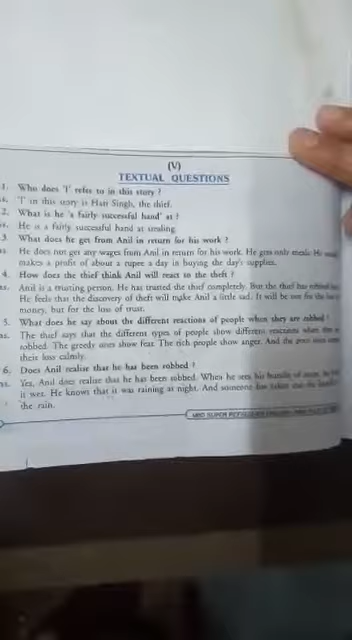 (V)
TEXTUAL QUESTIONS
1. Who does 'I' refer to in this story ?
'I' in this story is Hari Singh, the thief.
2. What is he 'a fairly successful hand' at ?
He is a fairly successful hand at stealing.
3. What does he get from Anil in return for his work ?
He does not get any wages from Anil in return for his work. He gets only meals. He
makes a profit of about a rupee a day in buying the day's supplies.
4. How does the thief think Anil will react to the theft ?
Anil is a trusting person. He has trusted the thief completely. But the thief has robbed
He feels that the discovery of theft will make Anil a little sad. It will be not for the loss of
money, but for the loss of trust.
5. What does he say about the different reactions of people when they are robbed ?
The thief says that the different types of people show different reactions when they
robbed. The greedy ones show fear. The rich people show anger. And the poor ones
their loss calmly.
6. Does Anil realise that he has been robbed ?
Yes, Anil does realise that he has been robbed. When he sees his bundle of notes, he
it wet. He knows that it was raining at night. And someone has taken out the bundle
the rain.
MBD SUPER REFRESHER